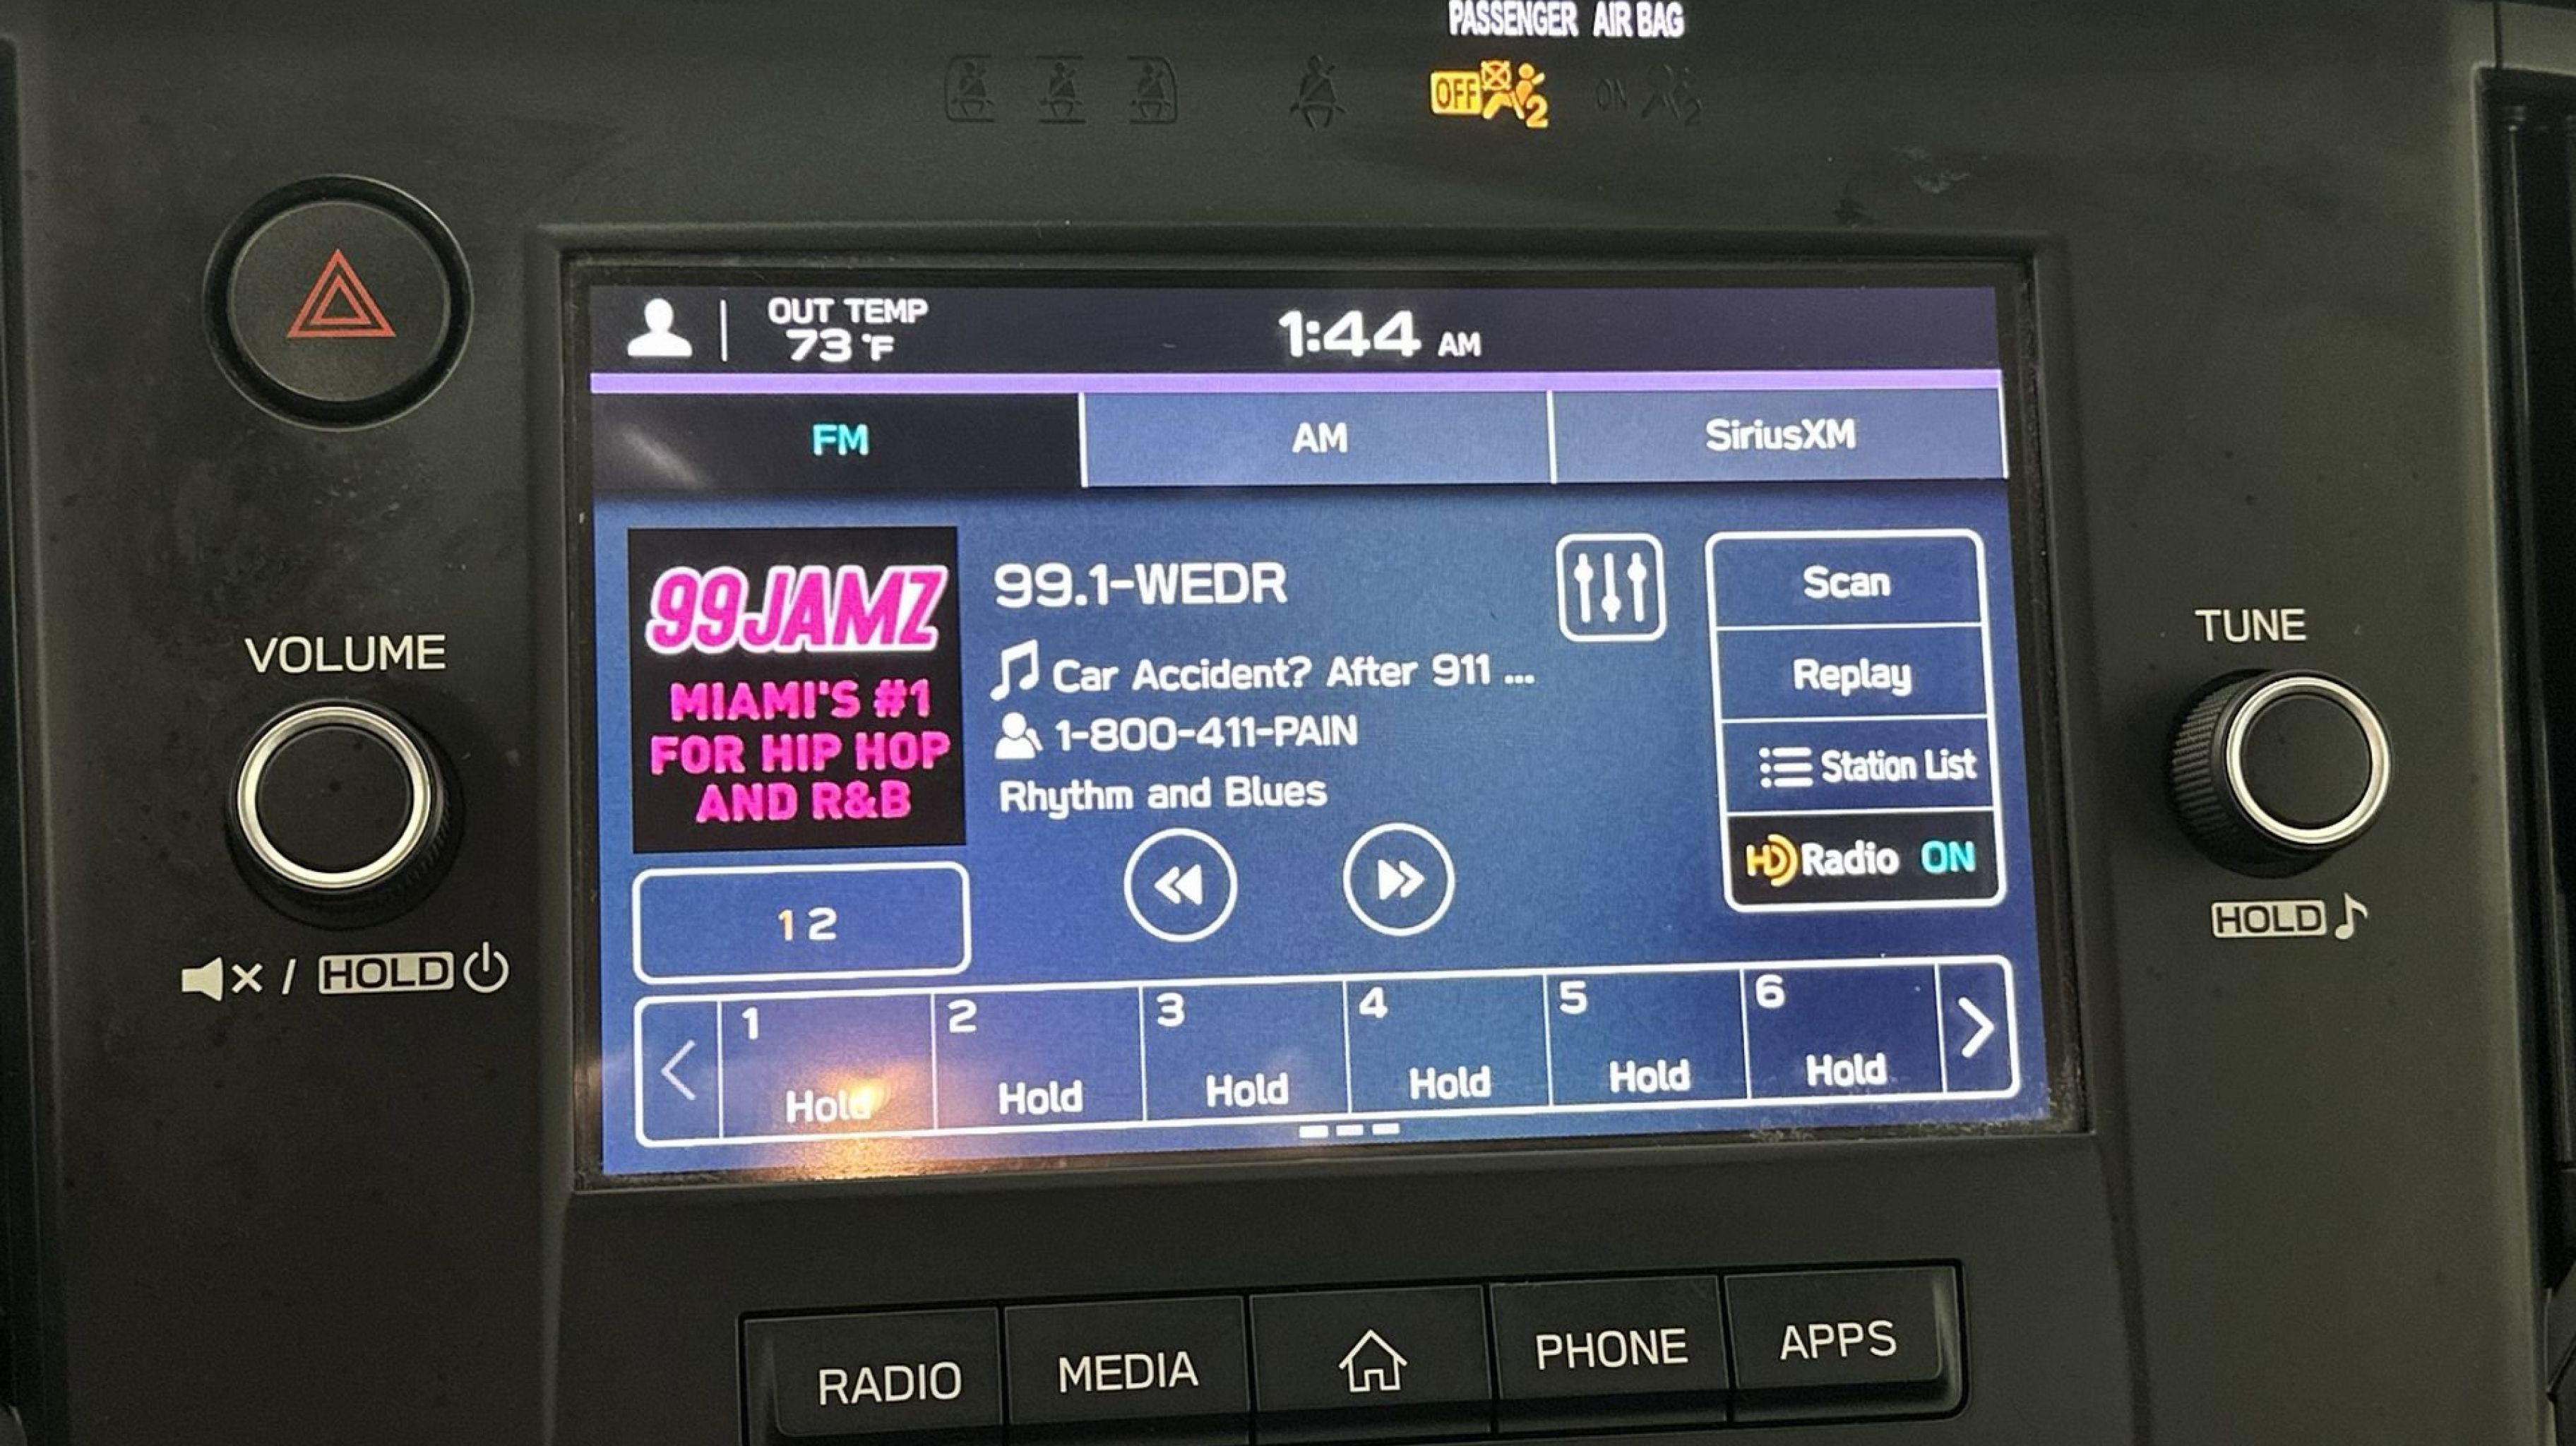 PASSENGER AIR BAG
OFF 2 ON 2
OUT TEMP
73 °F
1:44 AM
FM AM SiriusXM
99JAMZ
MIAMI'S #1
FOR HIP HOP
AND R&B
99.1-WEDR
Car Accident? After 911 ...
1-800-411-PAIN
Rhythm and Blues
Scan
Replay
Station List
HD Radio ON
1 2
1 2 3 4 5 6
Hold Hold Hold Hold Hold Hold
VOLUME
HOLD
TUNE
HOLD
RADIO MEDIA PHONE APPS